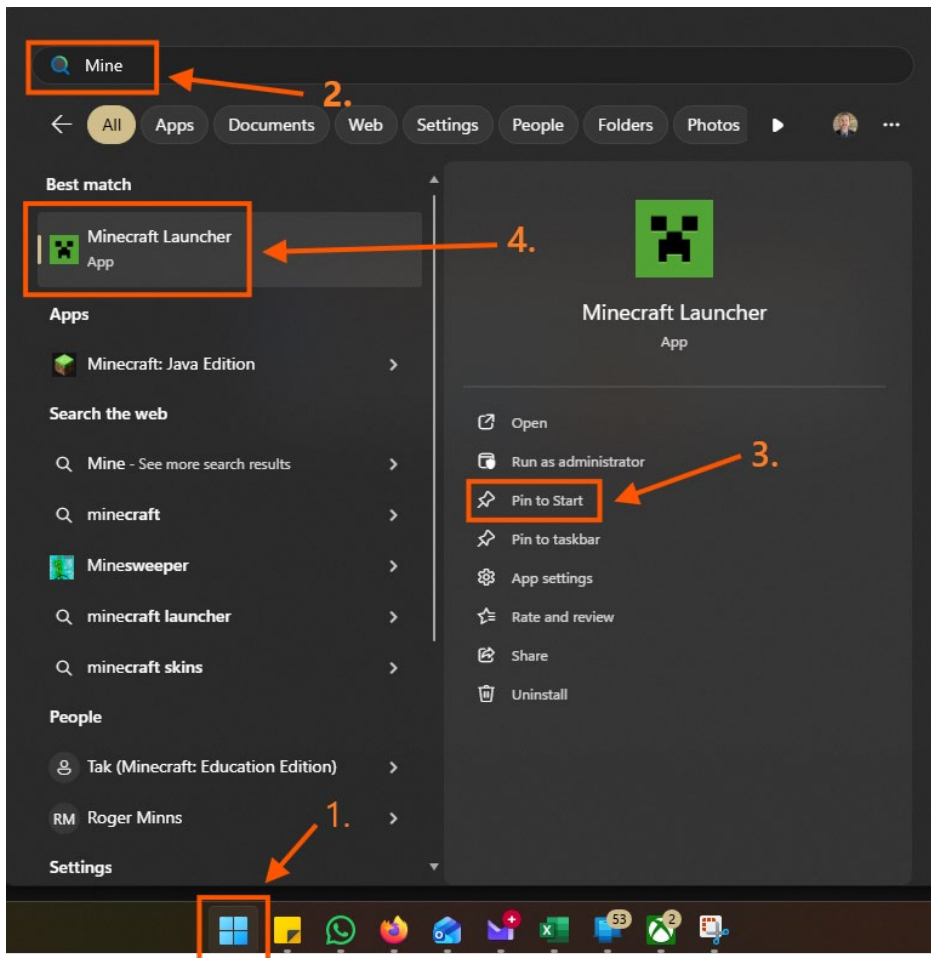 Mine
2.
All Apps Documents Web Settings People Folders Photos
Best match
Minecraft Launcher
App
4.
Apps
Minecraft: Java Edition
Search the web
Mine - See more search results
minecraft
Minesweeper
minecraft launcher
minecraft skins
People
Tak (Minecraft: Education Edition)
RM Roger Minns
Settings
Minecraft Launcher
App
Open
Run as administrator
3.
Pin to Start
Pin to taskbar
App settings
Rate and review
Share
Uninstall
1.
53
2